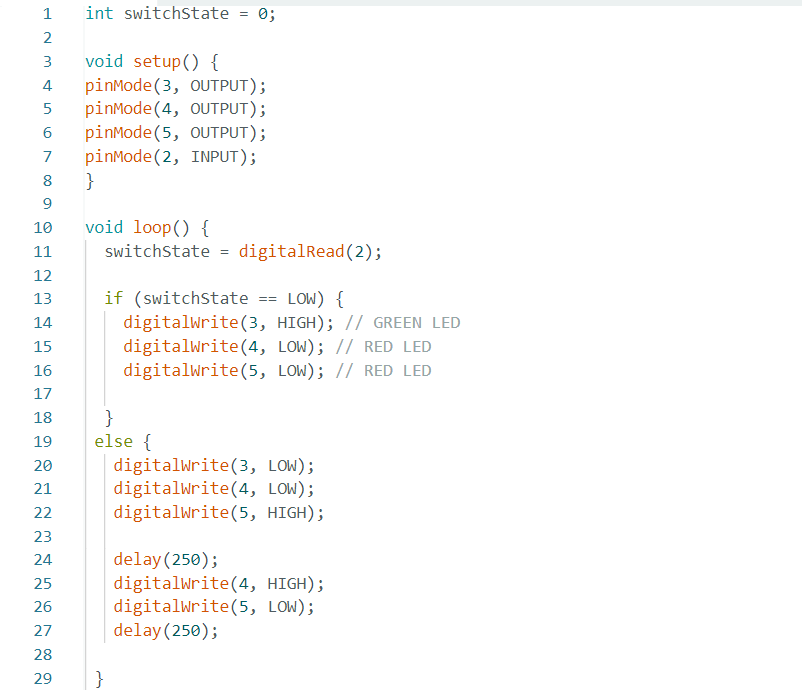 1 int switchState = 0;
2
3 void setup() {
4 pinMode(3, OUTPUT);
5 pinMode(4, OUTPUT);
6 pinMode(5, OUTPUT);
7 pinMode(2, INPUT);
8 }
9
10 void loop() {
11 switchState = digitalRead(2);
12
13 if (switchState == LOW) {
14 digitalWrite(3, HIGH); // GREEN LED
15 digitalWrite(4, LOW); // RED LED
16 digitalWrite(5, LOW); // RED LED
17
18 }
19 else {
20 digitalWrite(3, LOW);
21 digitalWrite(4, LOW);
22 digitalWrite(5, HIGH);
23
24 delay(250);
25 digitalWrite(4, HIGH);
26 digitalWrite(5, LOW);
27 delay(250);
28
29 }